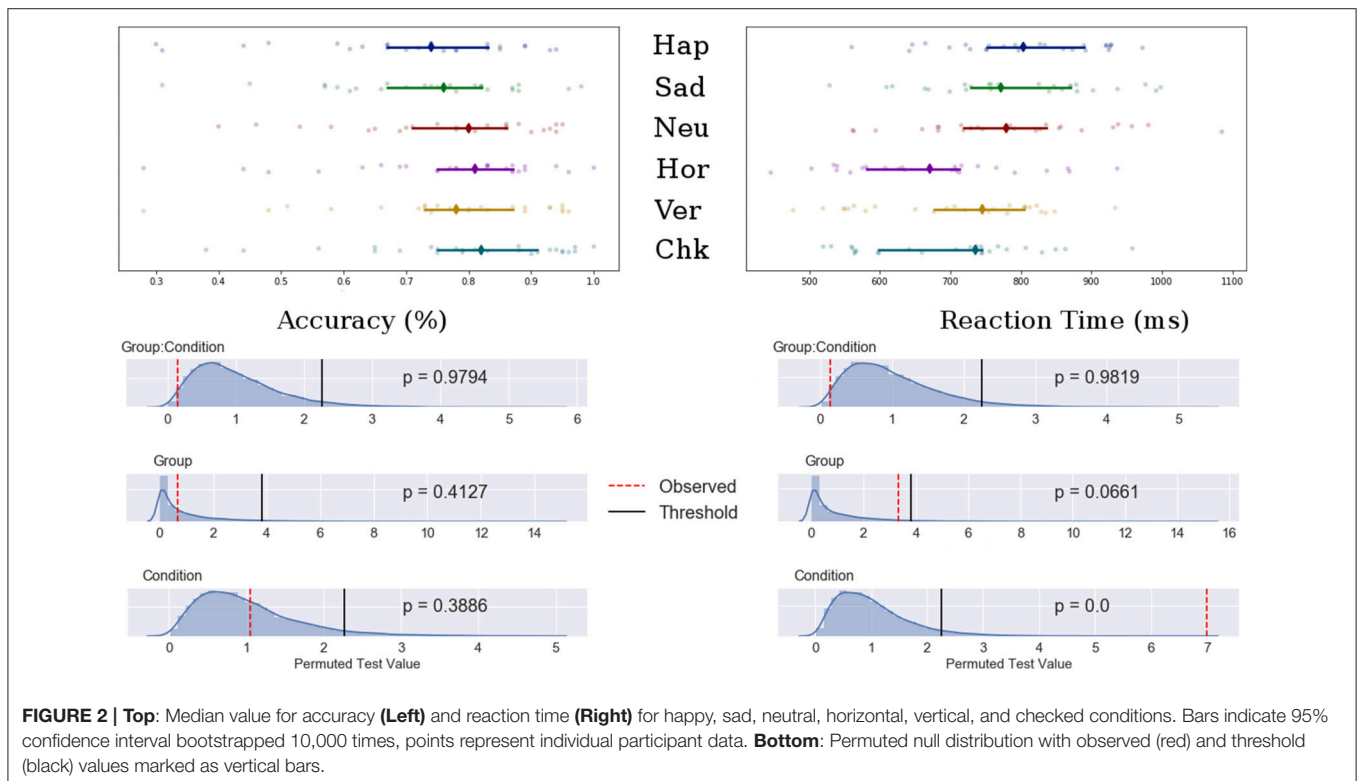 Hap
Sad
Neu
Hor
Ver
Chk
0.3 0.4 0.5 0.6 0.7 0.8 0.9 1.0
500 600 700 800 900 1000 1100
Accuracy (%)
Reaction Time (ms)
Group:Condition
p = 0.9794
0 1 2 3 4 5 6
Group:Condition
p = 0.9819
0 1 2 3 4 5
Group
p = 0.4127
0 2 4 6 8 10 12 14
Observed
Threshold
Group
p = 0.0661
0 2 4 6 8 10 12 14 16
Condition
p = 0.3886
0 1 2 3 4 5
Permuted Test Value
Condition
p = 0.0
0 1 2 3 4 5 6 7
Permuted Test Value
FIGURE 2 | Top: Median value for accuracy (Left) and reaction time (Right) for happy, sad, neutral, horizontal, vertical, and checked conditions. Bars indicate 95%
confidence interval bootstrapped 10,000 times, points represent individual participant data. Bottom: Permuted null distribution with observed (red) and threshold
(black) values marked as vertical bars.